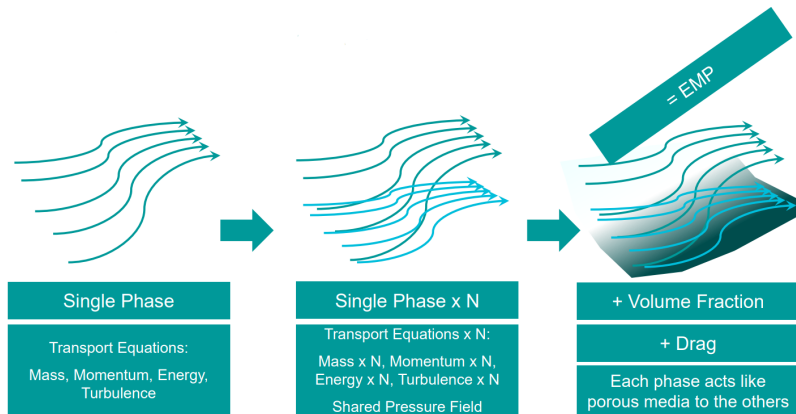 = EMP
Single Phase
Transport Equations:
Mass, Momentum, Energy,
Turbulence
Single Phase x N
Transport Equations x N:
Mass x N, Momentum x N,
Energy x N, Turbulence x N
Shared Pressure Field
+ Volume Fraction
+ Drag
Each phase acts like
porous media to the others